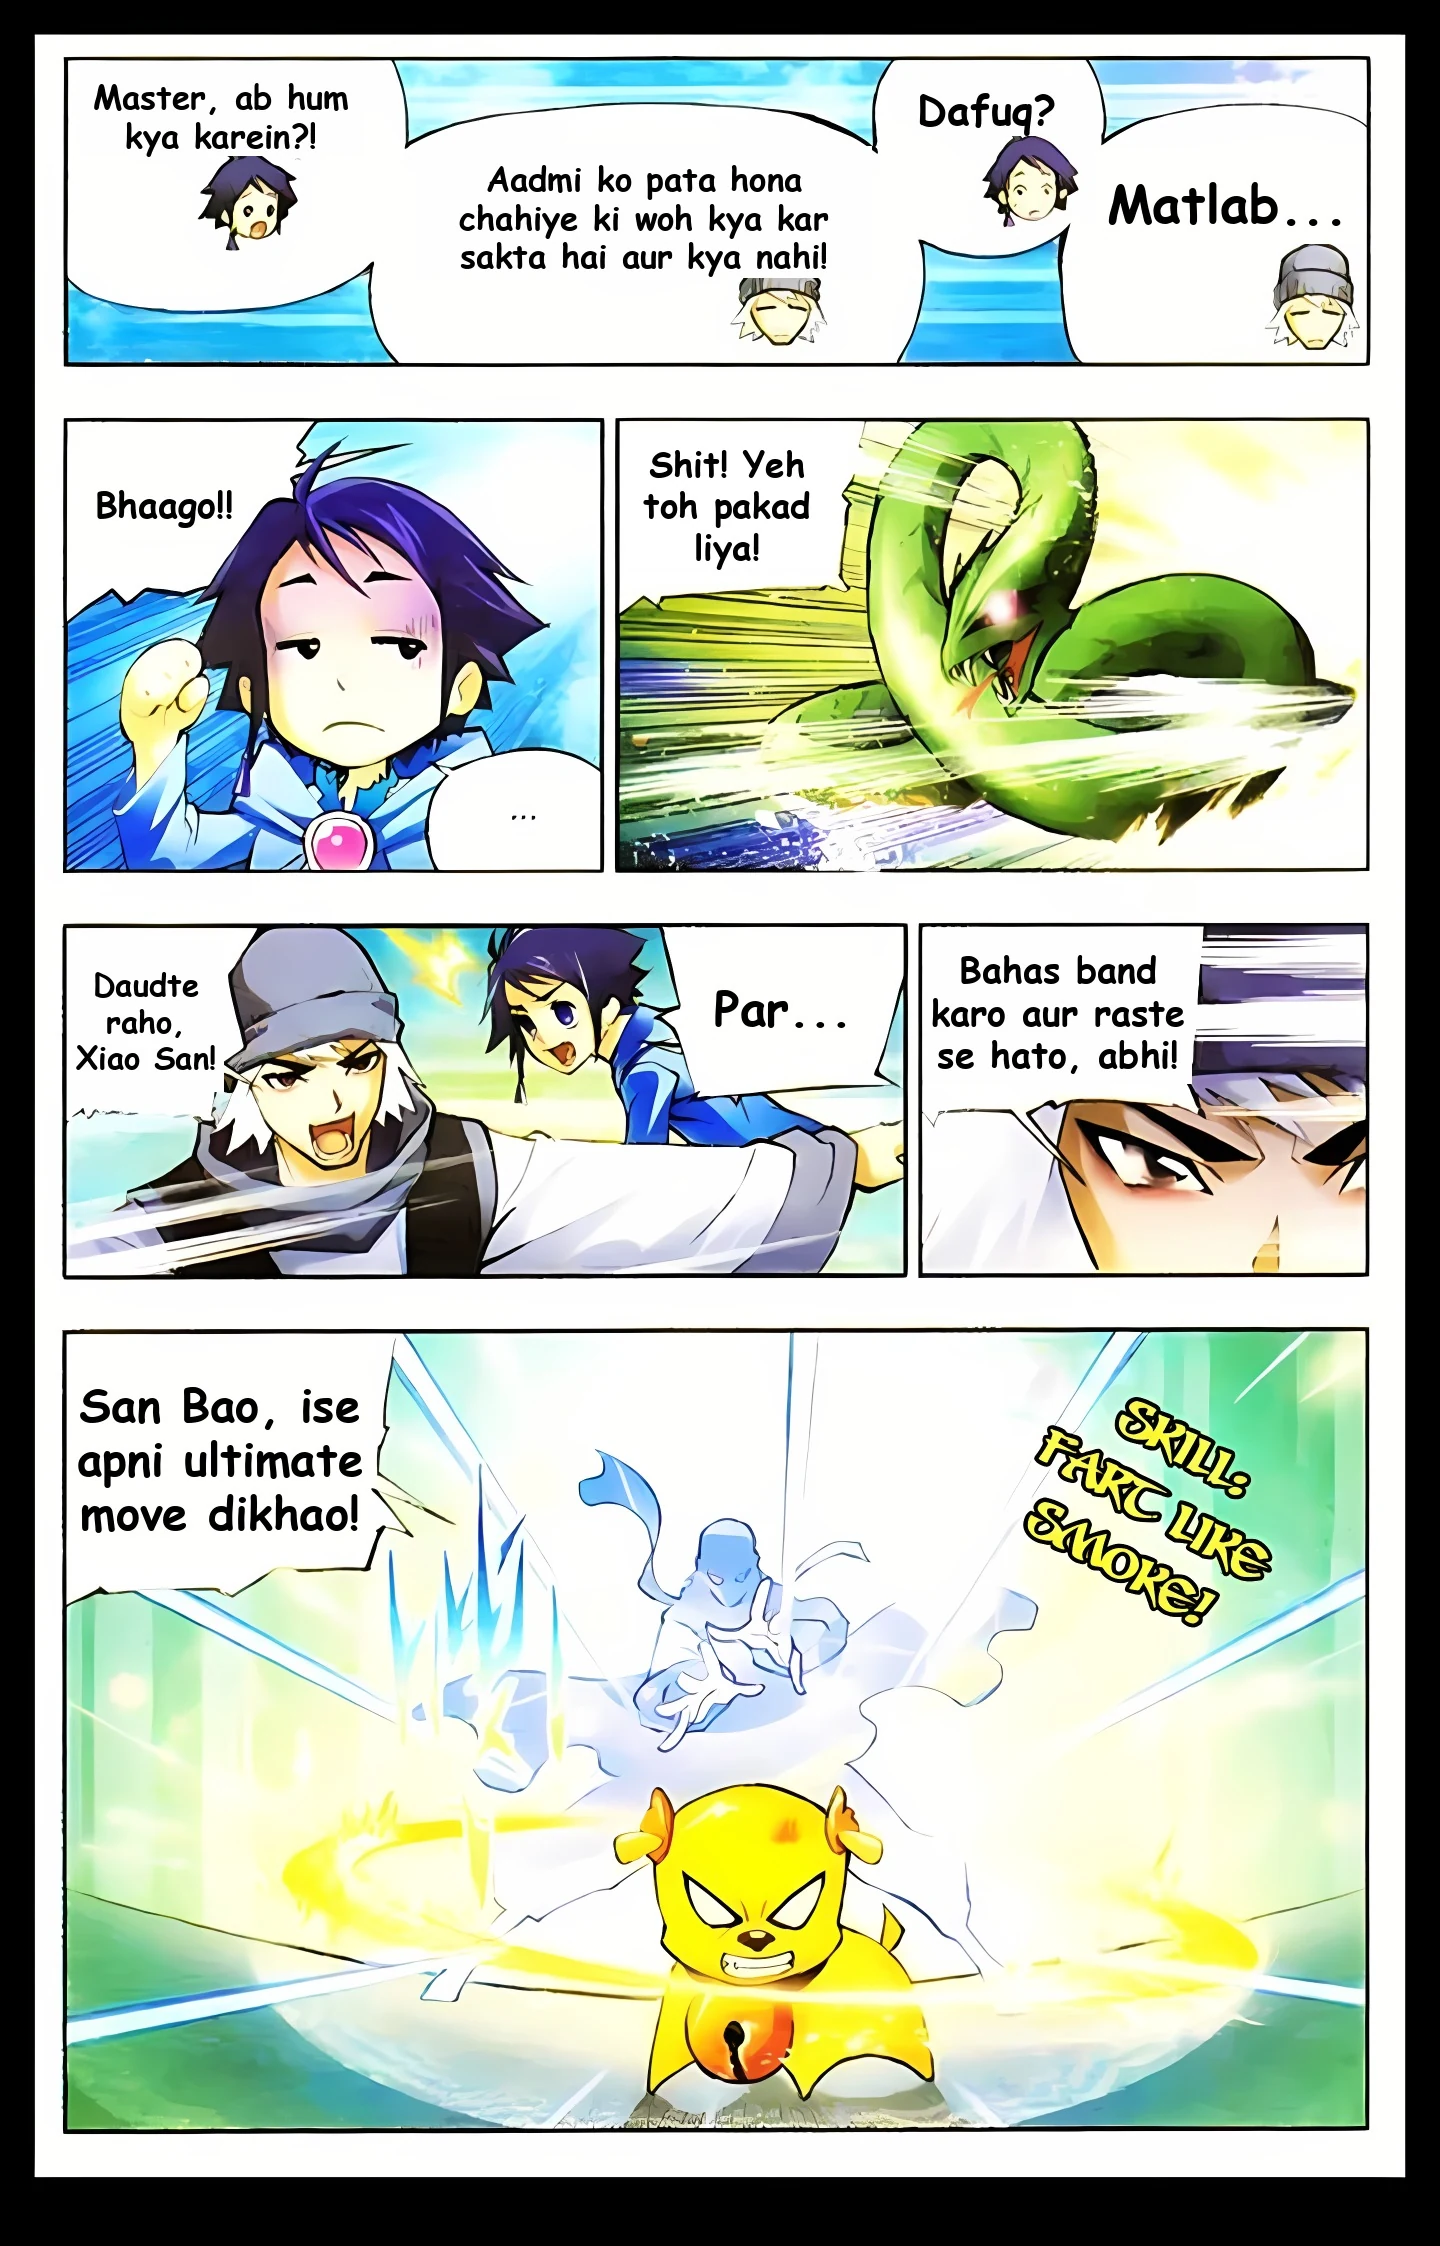 Master, ab hum
kya karein?!
Aadmi ko pata hona
chahiye ki woh kya kar
sakta hai aur kya nahi!
Dafuq?
Matlab...
Bhaago!!
...
Shit! Yeh
toh pakad
liya!
Daudte
raho,
Xiao San!
Par...
Bahas band
karo aur raste
se hato, abhi!
San Bao, ise
apni ultimate
move dikhao!
SKILL:
FART LIKE
SMOKE!